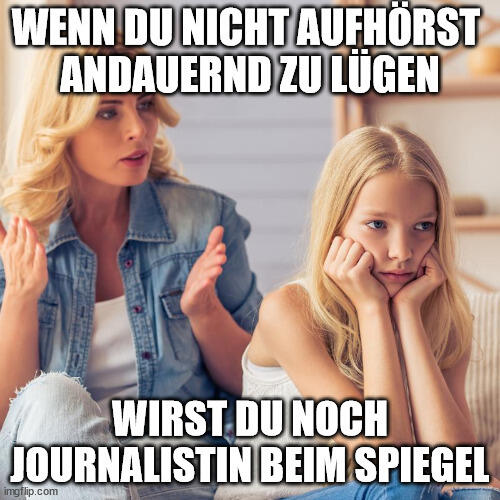 WENN DU NICHT AUFHÖRST
ANDAUERND ZU LÜGEN
WIRST DU NOCH
JOURNALISTIN BEIM SPIEGEL
imgflip.com